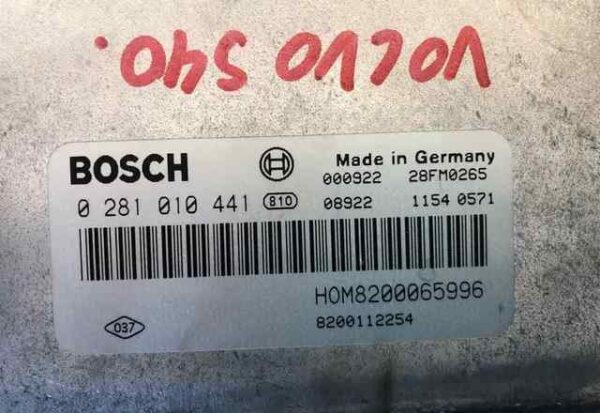 VOLVO S40.
BOSCH Made in Germany
000922 28FM0265
0 281 010 441 810 08922 1154 0571
HOM8200065996
037 8200112254